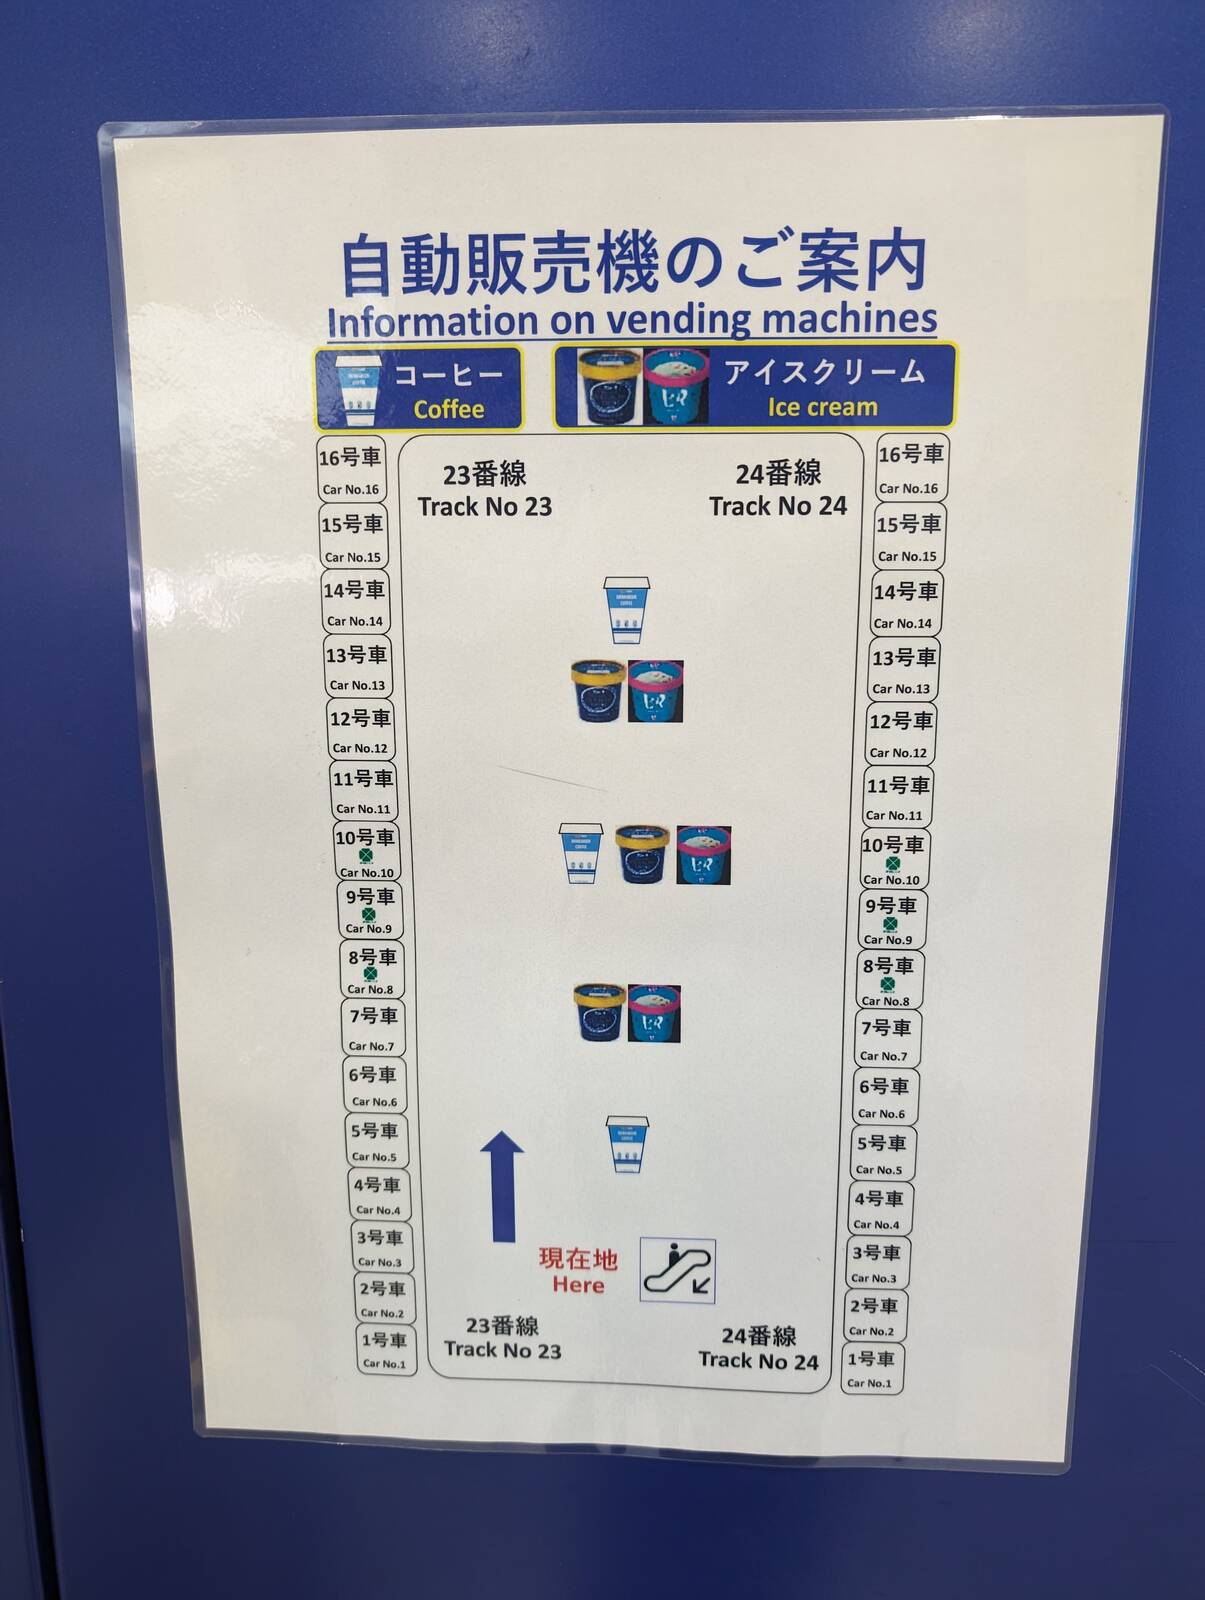 自動販売機のご案内
Information on vending machines
コーヒー
Coffee
アイスクリーム
Ice cream
23番線
Track No 23
24番線
Track No 24
16号車
Car No.16
15号車
Car No.15
14号車
Car No.14
13号車
Car No.13
12号車
Car No.12
11号車
Car No.11
10号車
Car No.10
9号車
Car No.9
8号車
Car No.8
7号車
Car No.7
6号車
Car No.6
5号車
Car No.5
4号車
Car No.4
3号車
Car No.3
2号車
Car No.2
1号車
Car No.1
16号車
Car No.16
15号車
Car No.15
14号車
Car No.14
13号車
Car No.13
12号車
Car No.12
11号車
Car No.11
10号車
Car No.10
9号車
Car No.9
8号車
Car No.8
7号車
Car No.7
6号車
Car No.6
5号車
Car No.5
4号車
Car No.4
3号車
Car No.3
2号車
Car No.2
1号車
Car No.1
現在地
Here
23番線
Track No 23
24番線
Track No 24